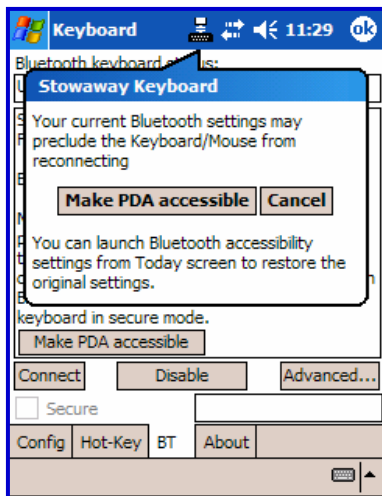 Keyboard 11:29 ok
Bluetooth keyboard
Stowaway Keyboard
Your current Bluetooth settings may
preclude the Keyboard/Mouse from
reconnecting
Make PDA accessible Cancel
You can launch Bluetooth accessibility
settings from Today screen to restore the
original settings.
keyboard in secure mode.
Make PDA accessible
Connect Disable Advanced...
Secure
Config Hot-Key BT About